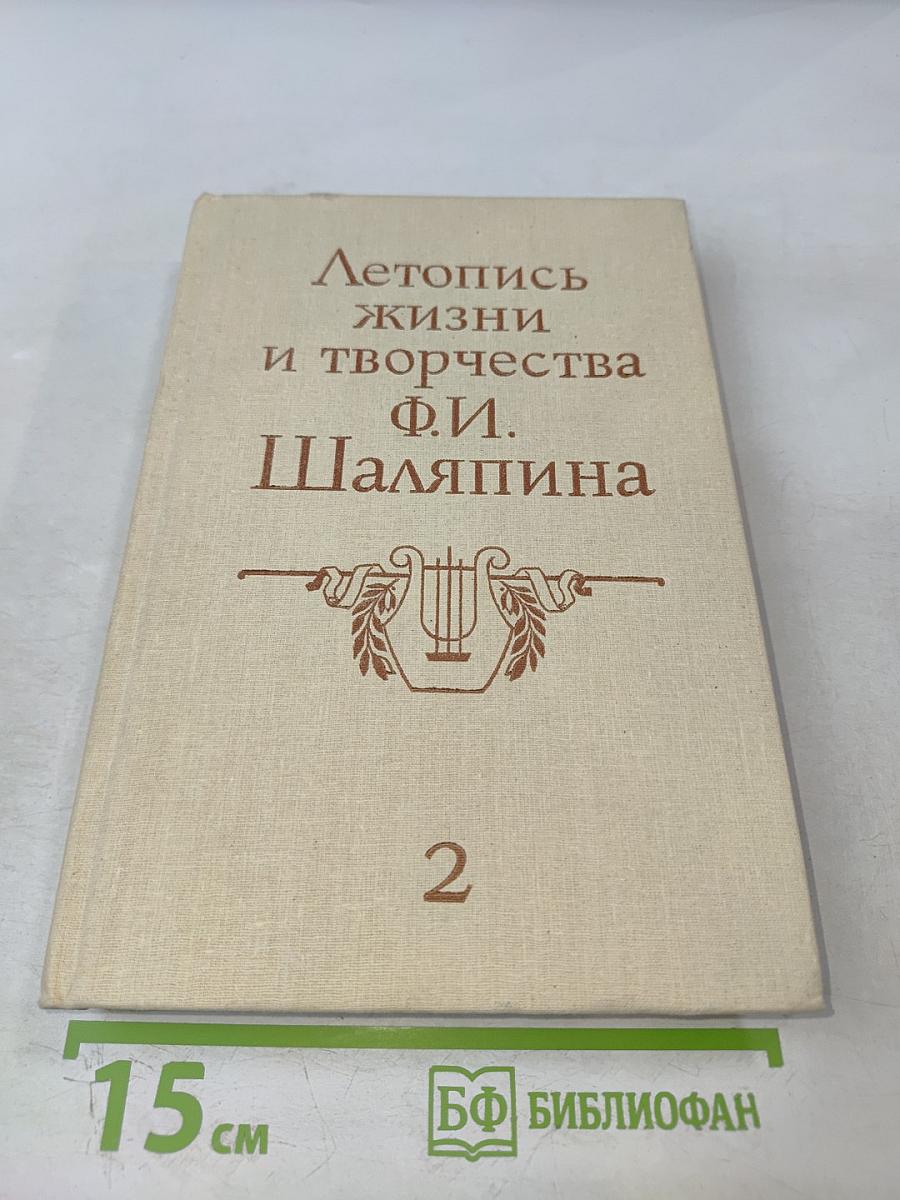 Летопись
жизни
и творчества
Ф.И.
Шаляпина
2
15 см
БФ БИБЛИОФАН